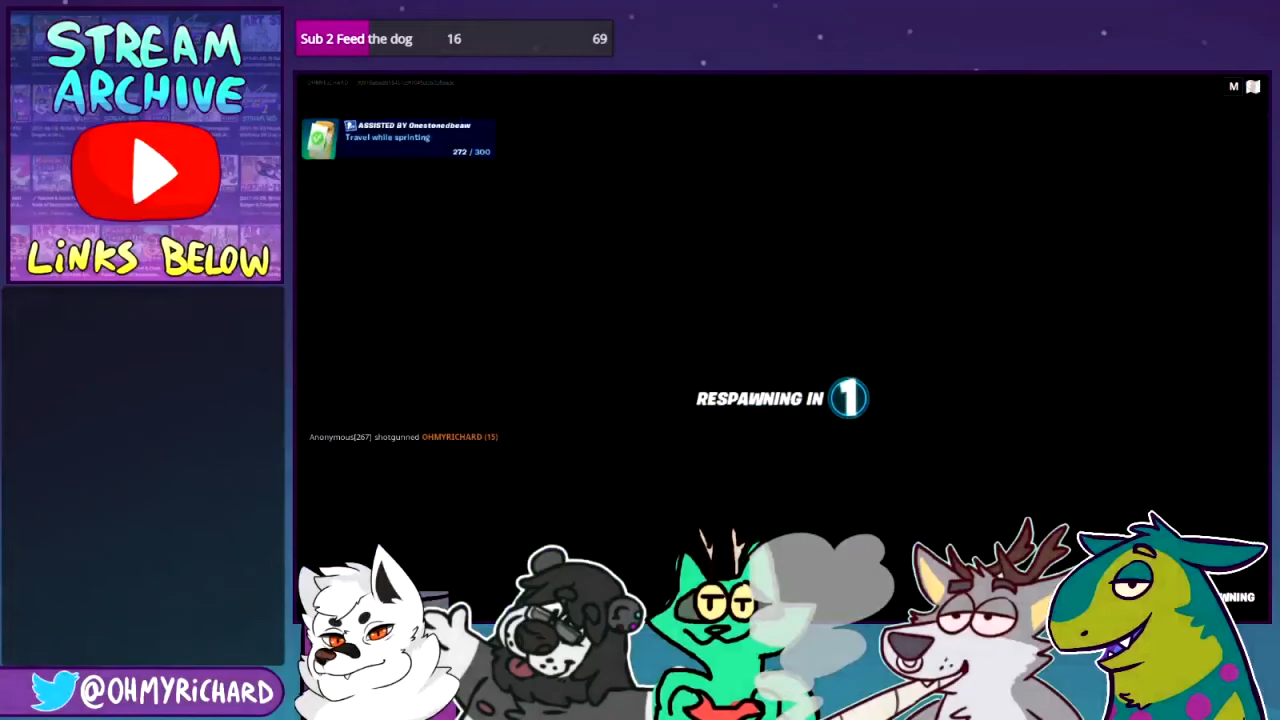 STREAM
ARCHIVE
LINKS BELOW
Sub 2 Feed the dog 16 69
M
ASSISTED BY Onestonedbeaw
Travel while sprinting
272 / 300
RESPAWNING IN 1
Anonymous[267] shotgunned OHMYRICHARD (15)
@OHMYRICHARD